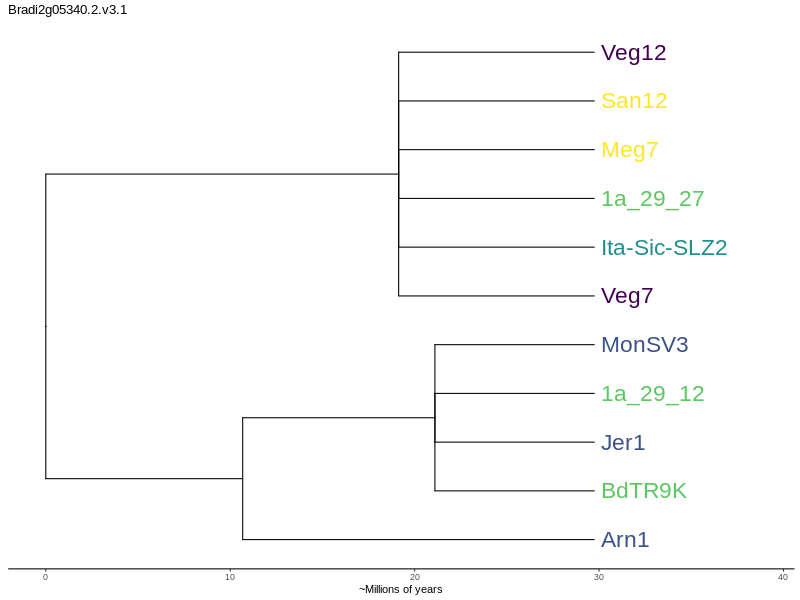 Bradi2g05340.2.v3.1
Veg12
San12
Meg7
1a_29_27
Ita-Sic-SLZ2
Veg7
MonSV3
1a_29_12
Jer1
BdTR9K
Arn1
0 10 20 30 40
~Millions of years